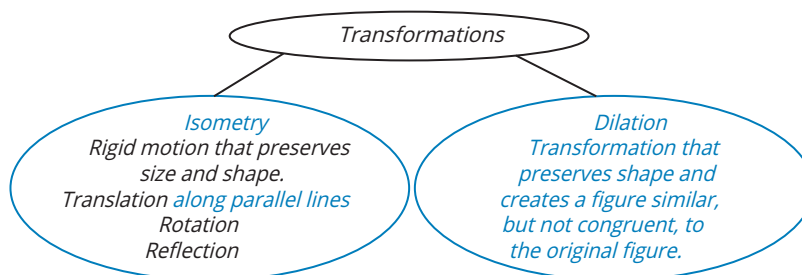 Transformations
Isometry
Rigid motion that preserves
size and shape.
Translation along parallel lines
Rotation
Reflection
Dilation
Transformation that
preserves shape and
creates a figure similar,
but not congruent, to
the original figure.